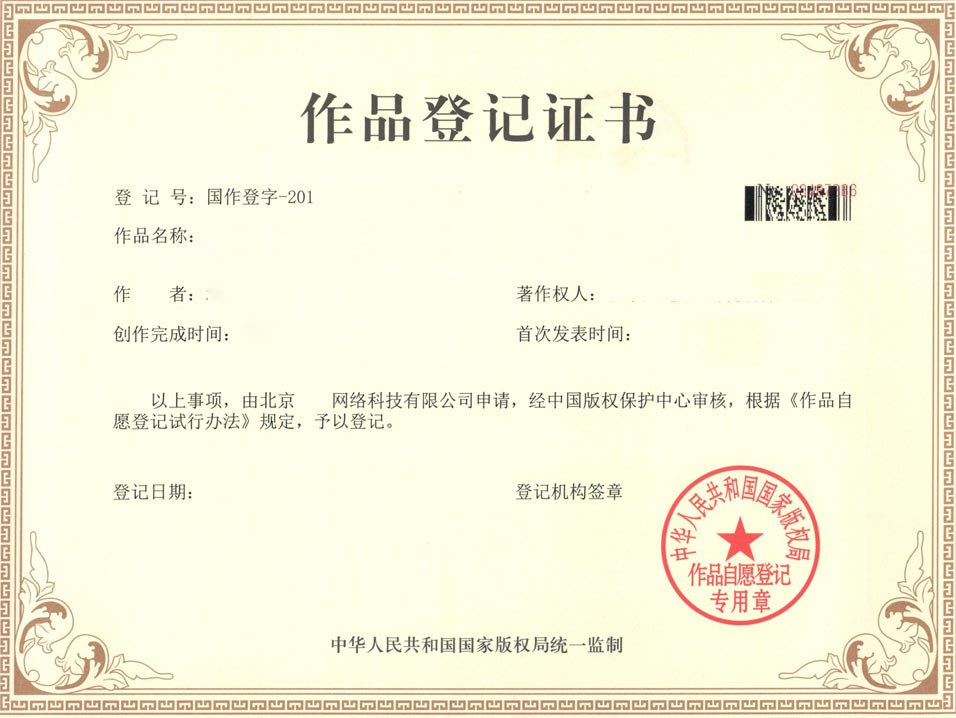 作品登记证书
登 记 号：国作登字-201
作品名称：
作　　者：
著作权人：
创作完成时间：
首次发表时间：
以上事项，由北京　　网络科技有限公司申请，经中国版权保护中心审核，根据《作品自
愿登记试行办法》规定，予以登记。
登记日期：
登记机构签章
中华人民共和国国家版权局
作品自愿登记
专用章
中华人民共和国国家版权局统一监制